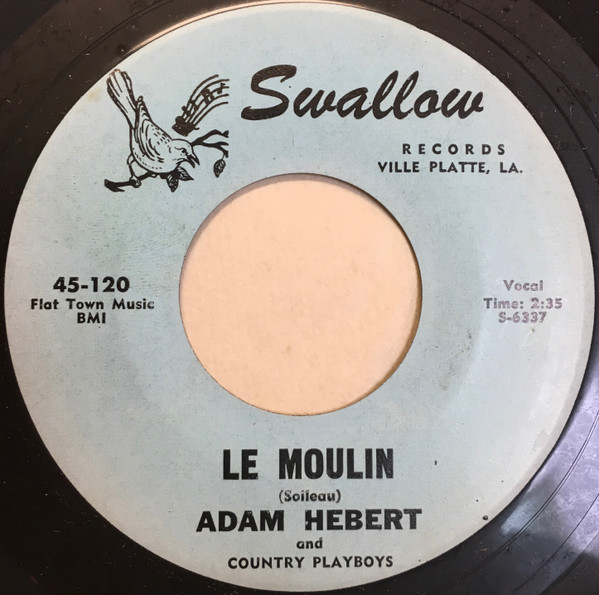 Swallow
RECORDS
VILLE PLATTE, LA.
45-120
Flat Town Music
BMI
Vocal
Time: 2:35
S-6337
LE MOULIN
(Soileau)
ADAM HEBERT
and
COUNTRY PLAYBOYS